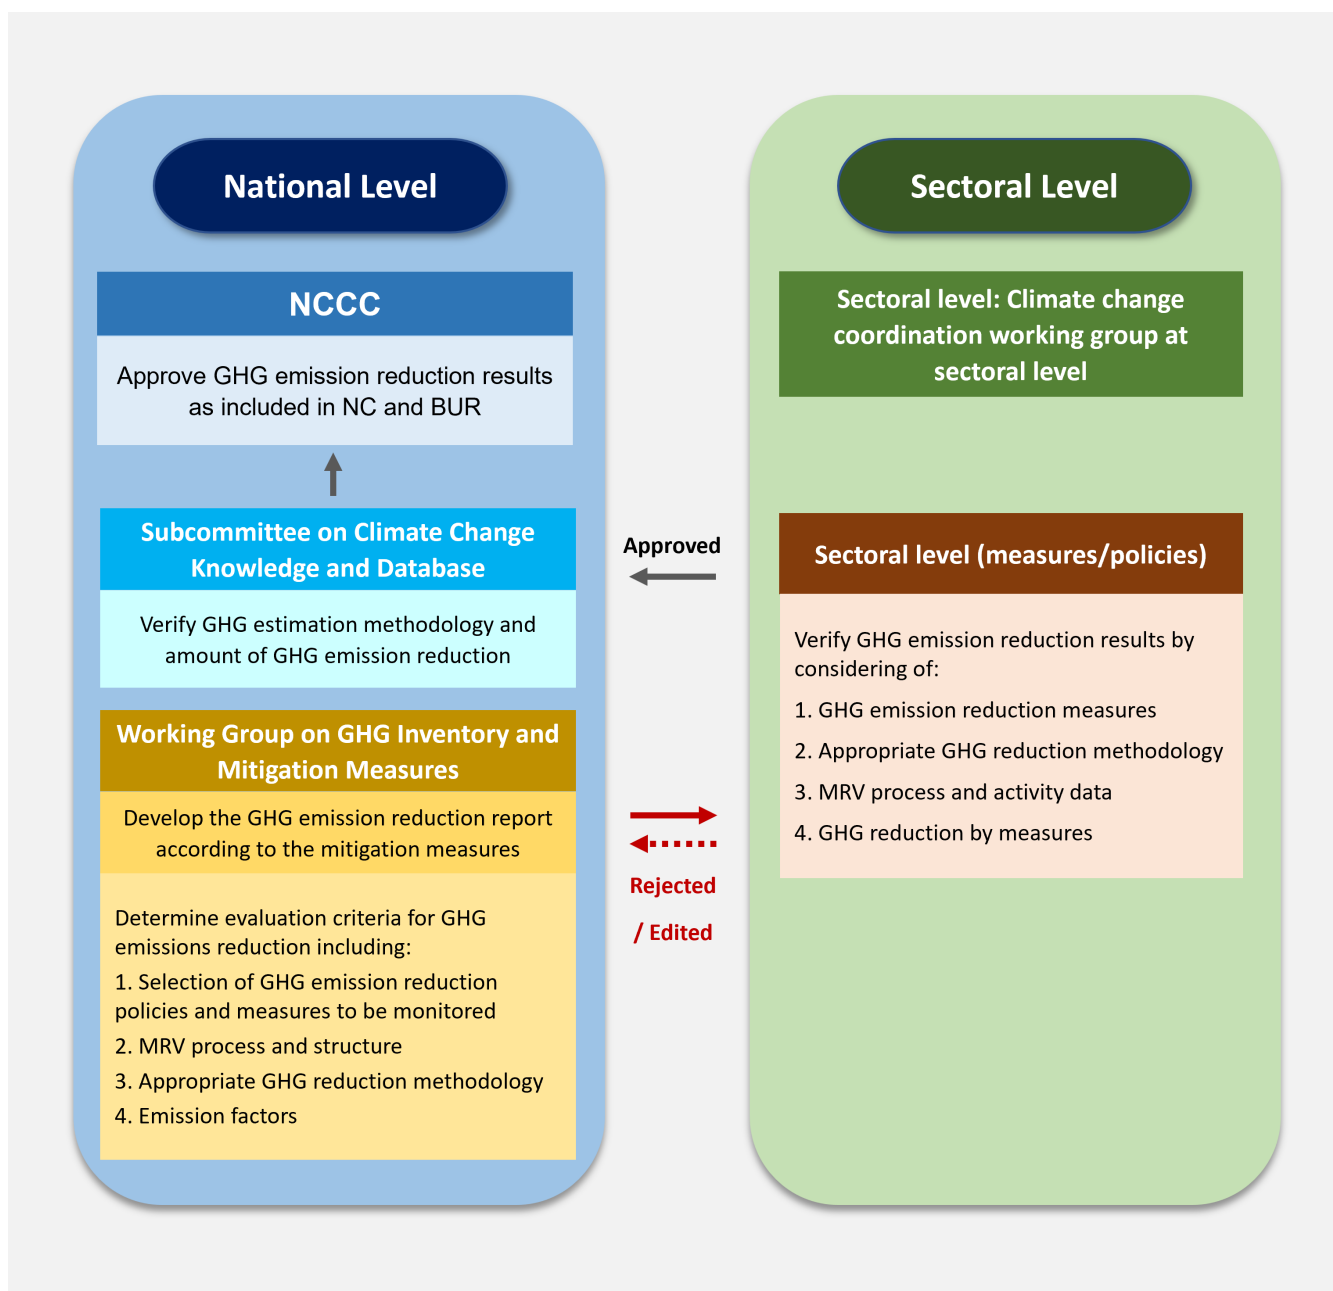 National Level
NCCC
Approve GHG emission reduction results
as included in NC and BUR
Subcommittee on Climate Change
Knowledge and Database
Verify GHG estimation methodology and
amount of GHG emission reduction
Working Group on GHG Inventory and
Mitigation Measures
Develop the GHG emission reduction report
according to the mitigation measures
Determine evaluation criteria for GHG
emissions reduction including:
1. Selection of GHG emission reduction
policies and measures to be monitored
2. MRV process and structure
3. Appropriate GHG reduction methodology
4. Emission factors
Approved
Rejected
/ Edited
Sectoral Level
Sectoral level: Climate change
coordination working group at
sectoral level
Sectoral level (measures/policies)
Verify GHG emission reduction results by
considering of:
1. GHG emission reduction measures
2. Appropriate GHG reduction methodology
3. MRV process and activity data
4. GHG reduction by measures